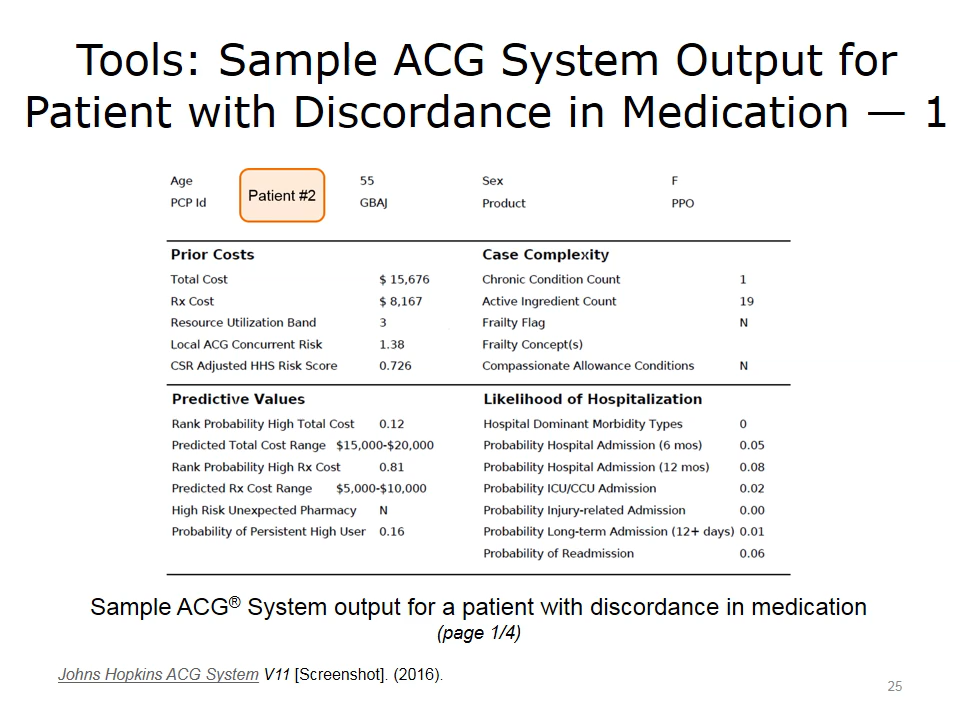 Tools: Sample ACG System Output for
Patient with Discordance in Medication — 1
Age 55 Sex F
Patient #2
PCP Id GBAJ Product PPO
Prior Costs Case Complexity
Total Cost $ 15,676 Chronic Condition Count 1
Rx Cost $ 8,167 Active Ingredient Count 19
Resource Utilization Band 3 Frailty Flag N
Local ACG Concurrent Risk 1.38 Frailty Concept(s)
CSR Adjusted HHS Risk Score 0.726 Compassionate Allowance Conditions N
Predictive Values Likelihood of Hospitalization
Rank Probability High Total Cost 0.12 Hospital Dominant Morbidity Types 0
Predicted Total Cost Range $15,000-$20,000 Probability Hospital Admission (6 mos) 0.05
Rank Probability High Rx Cost 0.81 Probability Hospital Admission (12 mos) 0.08
Predicted Rx Cost Range $5,000-$10,000 Probability ICU/CCU Admission 0.02
High Risk Unexpected Pharmacy N Probability Injury-related Admission 0.00
Probability of Persistent High User 0.16 Probability Long-term Admission (12+ days) 0.01
Probability of Readmission 0.06
Sample ACG® System output for a patient with discordance in medication
(page 1/4)
Johns Hopkins ACG System V11 [Screenshot]. (2016).
25